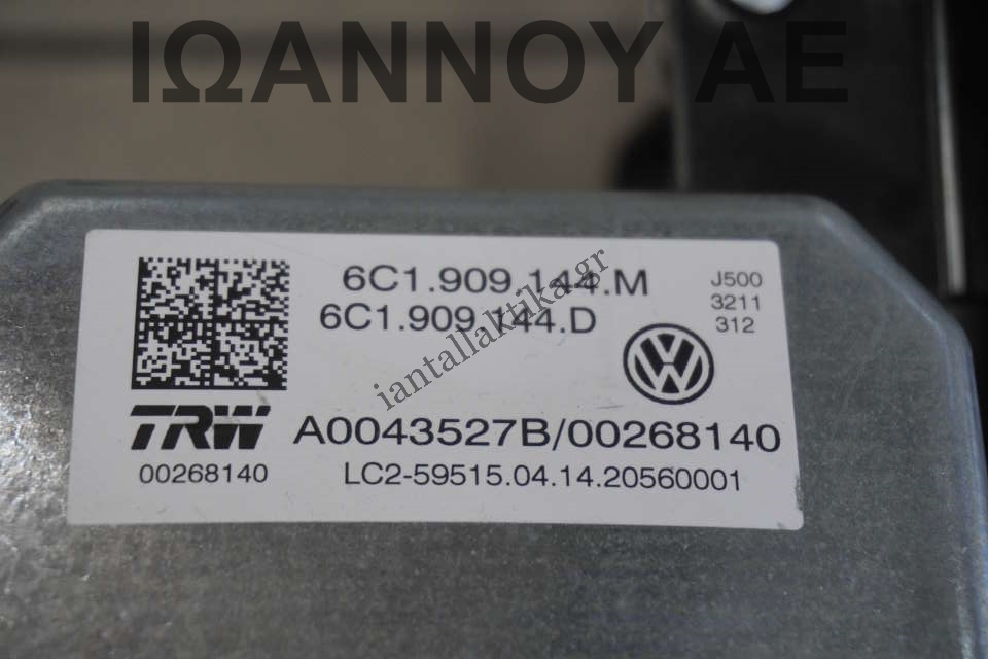 ΙΩΑΝΝΟΥ ΑΕ
6C1.909.144.M
6C1.909.144.D
J500
3211
312
iantallaktika.gr
VW
TRW
A0043527B/00268140
00268140
LC2-59515.04.14.20560001